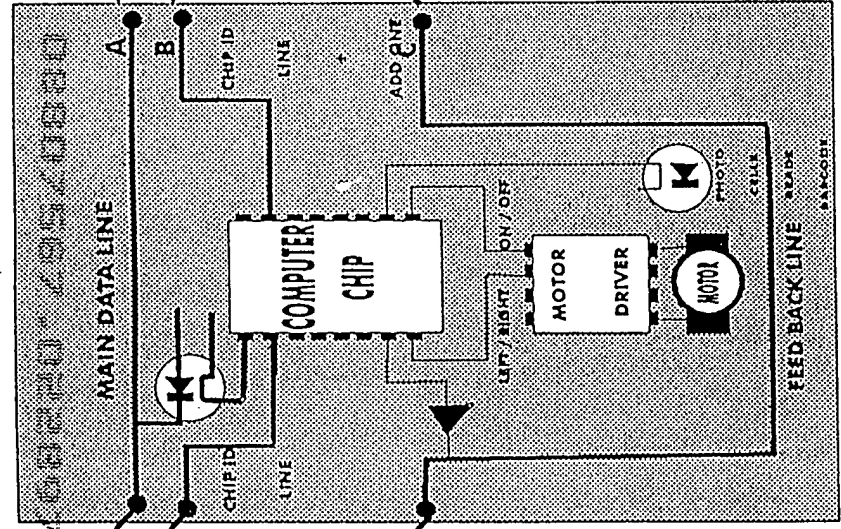 A
B
C
CHIP ID
LINE
ADD ONE
MAIN DATA LINE
COMPUTER
CHIP
ON / OFF
LEFT / RIGHT
MOTOR
DRIVER
MOTOR
PHOTO
CELLS
READS
BARCODE
FEED BACK LINE
CHIP ID
LINE